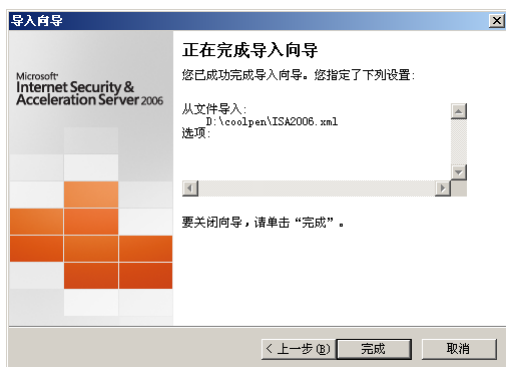 导入向导
正在完成导入向导
您已成功完成导入向导。您指定了下列设置:
Microsoft
Internet Security &
Acceleration Server 2006
从文件导入:
D:\coolpen\ISA2006.xml
选项:
要关闭向导,请单击“完成”。
< 上一步(B)
完成
取消